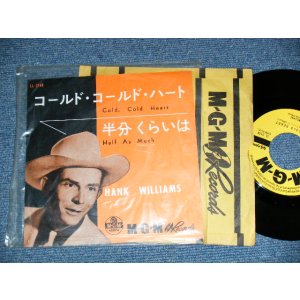 コールド・コールド・ハート
Cold, Cold Heart
半分くらいは
Half As Much
HANK WILLIAMS
M-G-M Records
M-G-M Records
M-G-M